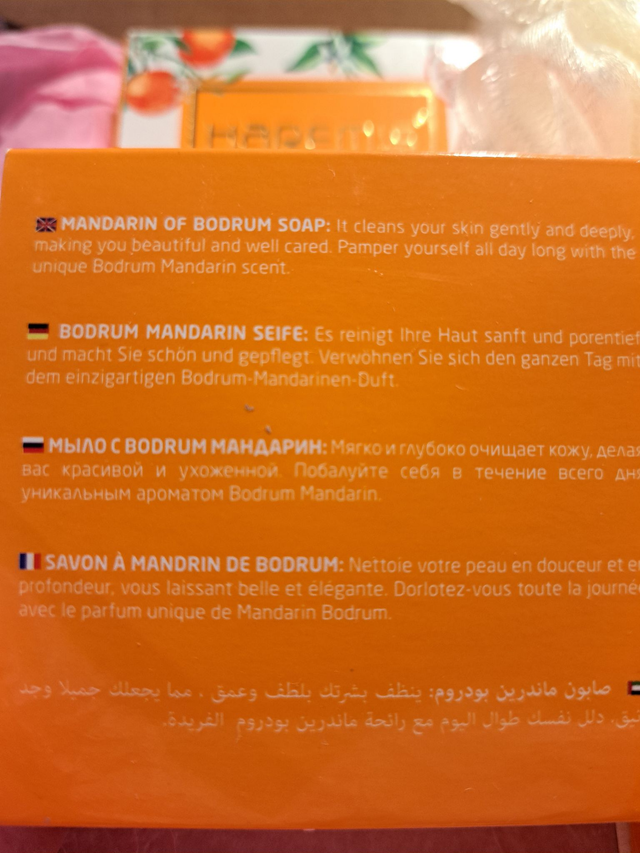 MANDARIN OF BODRUM SOAP: It cleans your skin gently and deeply,
making you beautiful and well cared. Pamper yourself all day long with the
unique Bodrum Mandarin scent.
BODRUM MANDARIN SEIFE: Es reinigt Ihre Haut sanft und porentief
und macht Sie schön und gepflegt. Verwöhnen Sie sich den ganzen Tag mit
dem einzigartigen Bodrum-Mandarinen-Duft.
МЫЛО С BODRUM МАНДАРИН: Мягко и глубоко очищает кожу, делая
вас красивой и ухоженной. Побалуйте себя в течение всего дня
уникальным ароматом Bodrum Mandarin.
SAVON À MANDRIN DE BODRUM: Nettoie votre peau en douceur et en
profondeur, vous laissant belle et élégante. Dorlotez-vous toute la journée
avec le parfum unique de Mandarin Bodrum.
صابون ماندرين بودروم: ينظف بشرتك بلطف وعمق ، مما يجعلك جميلا وجد
دلل نفسك طوال اليوم مع رائحة ماندرين بودروم الفريدة.